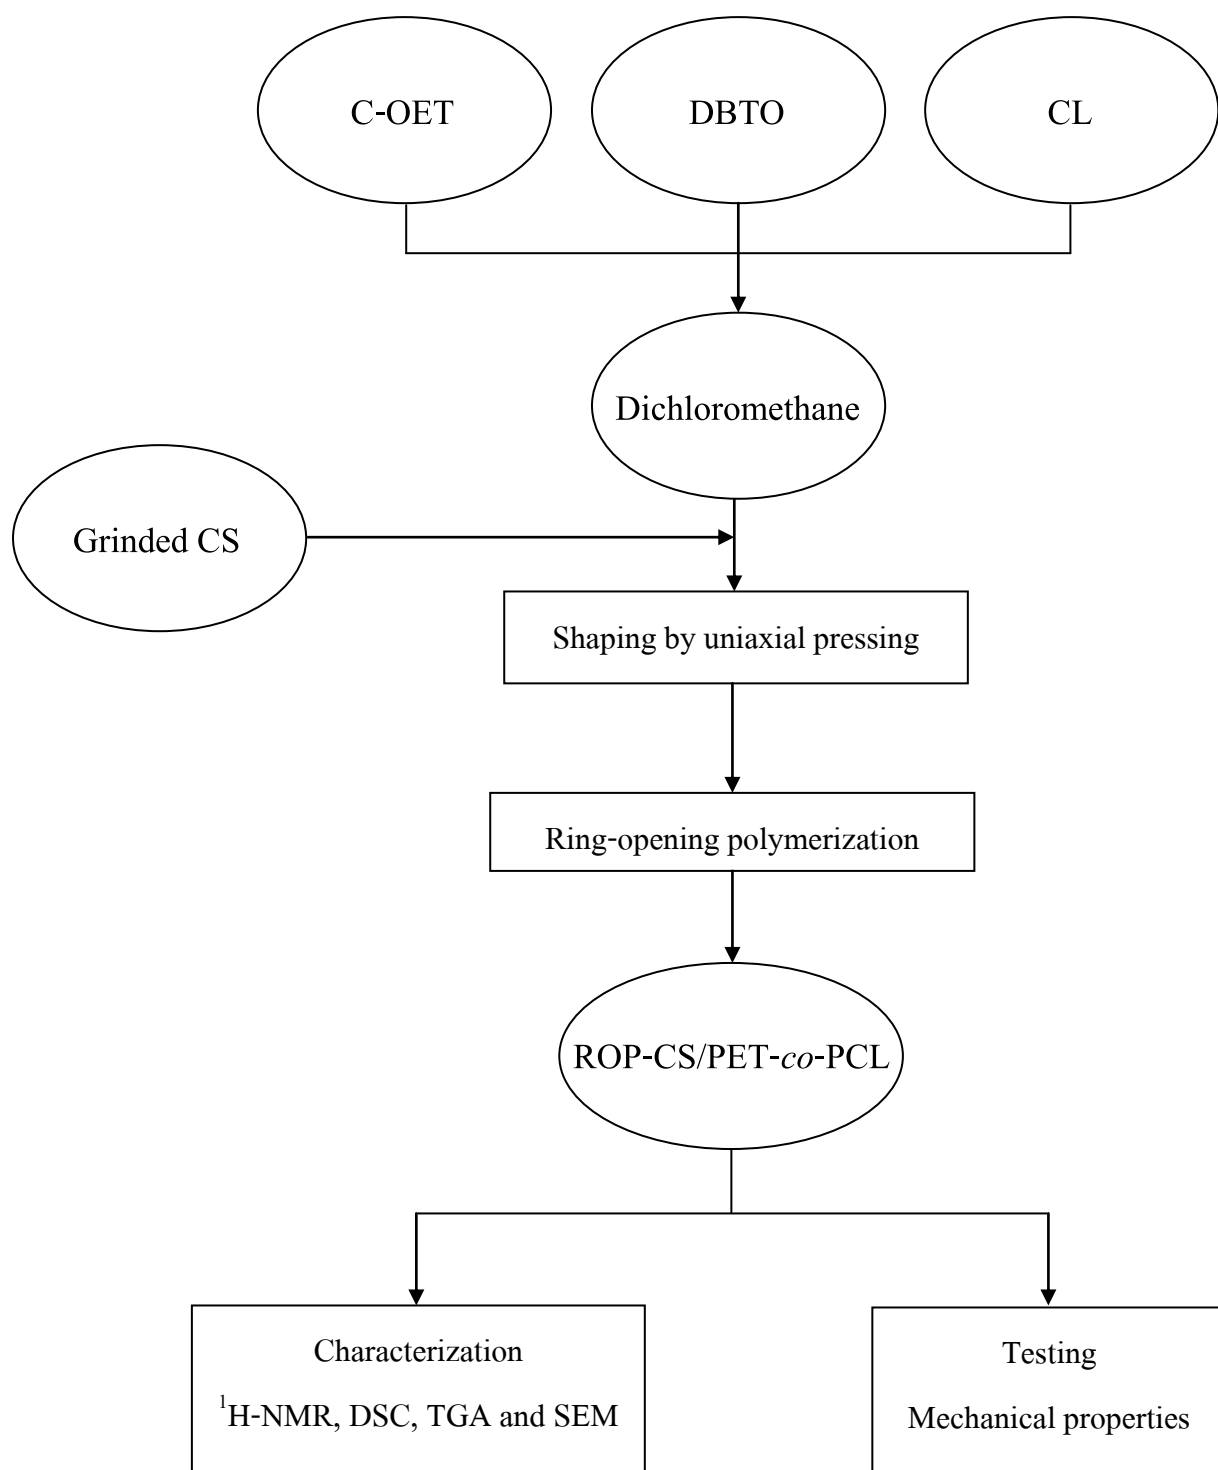 C-OET
DBTO
CL
Dichloromethane
Grinded CS
Shaping by uniaxial pressing
Ring-opening polymerization
ROP-CS/PET-co-PCL
Characterization
¹H-NMR, DSC, TGA and SEM
Testing
Mechanical properties